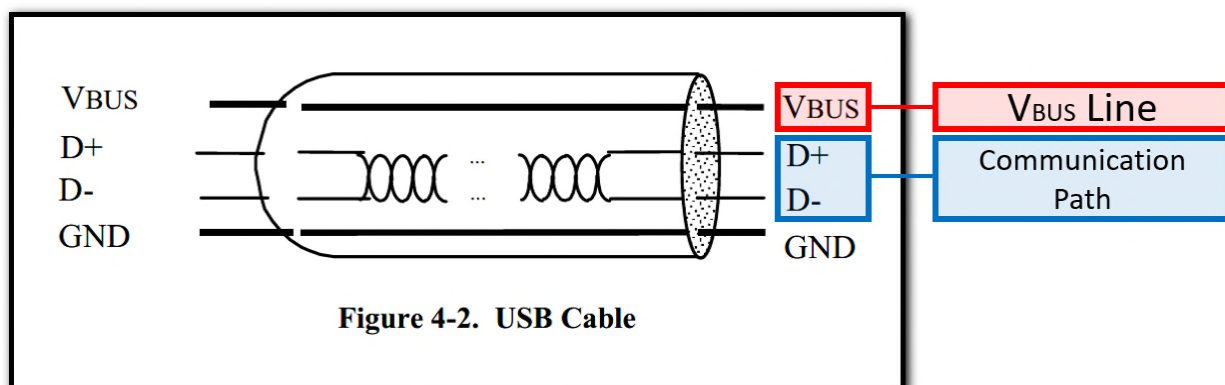 VBUS
VBUS
VBUS Line
D+
D+
Communication
Path
...
D-
D-
...
GND
GND
Figure 4-2. USB Cable